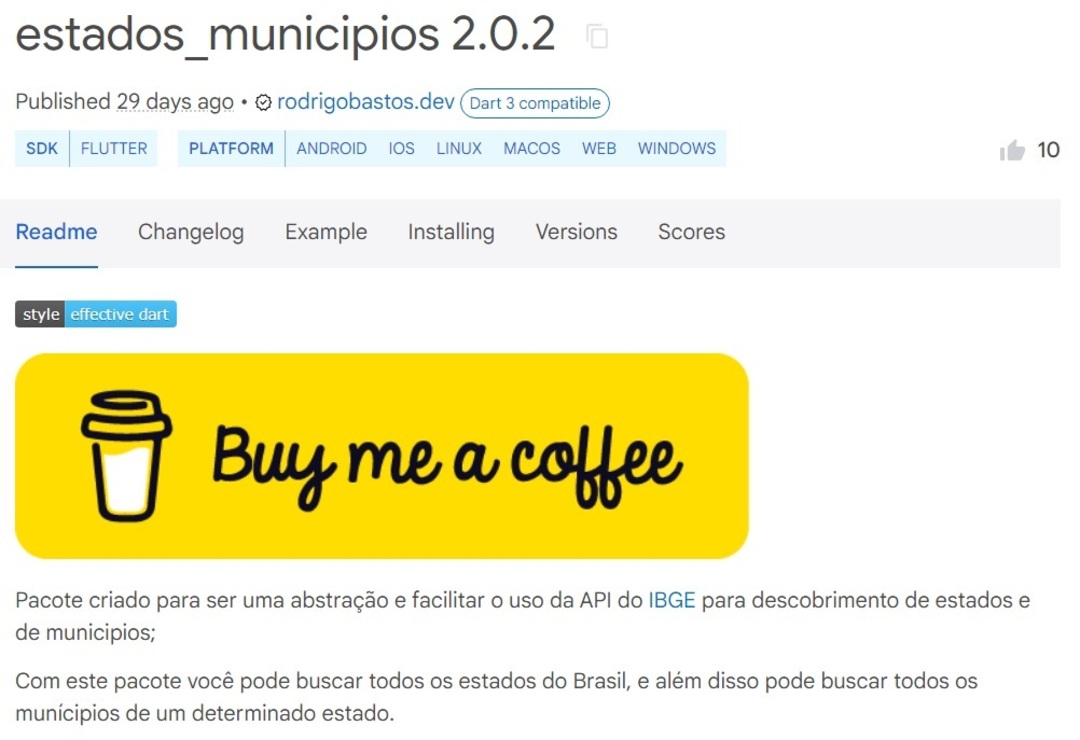 estados_municipios 2.0.2
Published 29 days ago • rodrigobastos.dev Dart 3 compatible
SDK FLUTTER PLATFORM ANDROID IOS LINUX MACOS WEB WINDOWS 10
Readme Changelog Example Installing Versions Scores
style effective dart
Buy me a coffee
Pacote criado para ser uma abstração e facilitar o uso da API do IBGE para descobrimento de estados e
de municipios;
Com este pacote você pode buscar todos os estados do Brasil, e além disso pode buscar todos os
munícipios de um determinado estado.